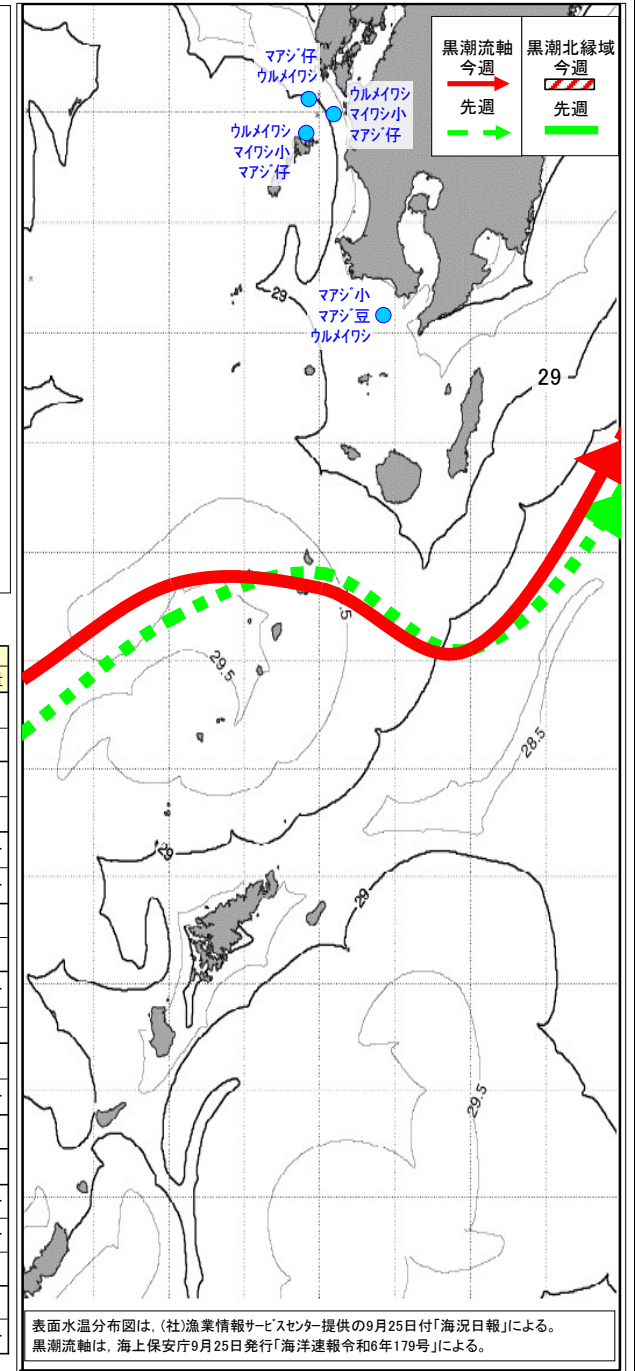 黒潮流軸 黒潮北縁域
今週 今週
先週 先週
マアジ仔
ウルメイワシ
ウルメイワシ
マイワシ小
マアジ仔
ウルメイワシ
マイワシ小
マアジ仔
29
マアジ小
マアジ豆
ウルメイワシ
29
.5
29.5
28.5
29
29
29.5
表面水温分布図は, (社)漁業情報サービスセンター提供の9月25日付「海況日報」による。
黒潮流軸は, 海上保安庁9月25日発行「海洋速報令和6年179号」による。